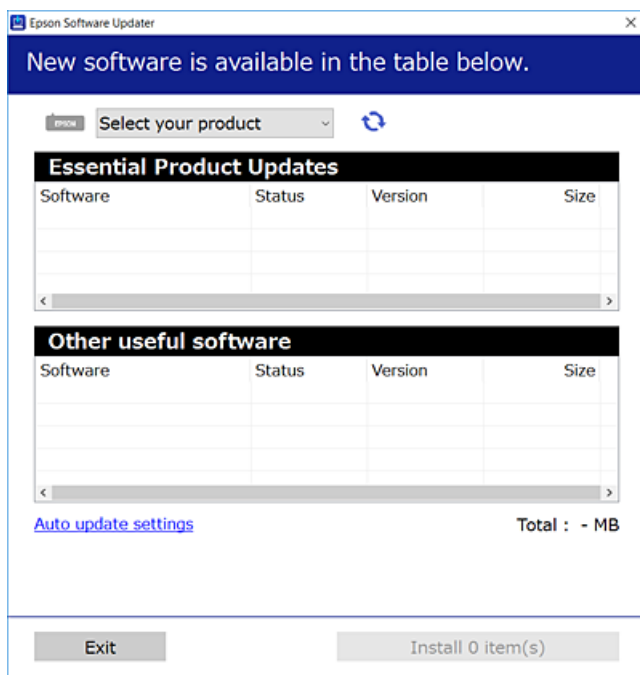 Epson Software Updater
New software is available in the table below.
EPSON Select your product
Essential Product Updates
Software Status Version Size
Other useful software
Software Status Version Size
Auto update settings Total : - MB
Exit Install 0 item(s)